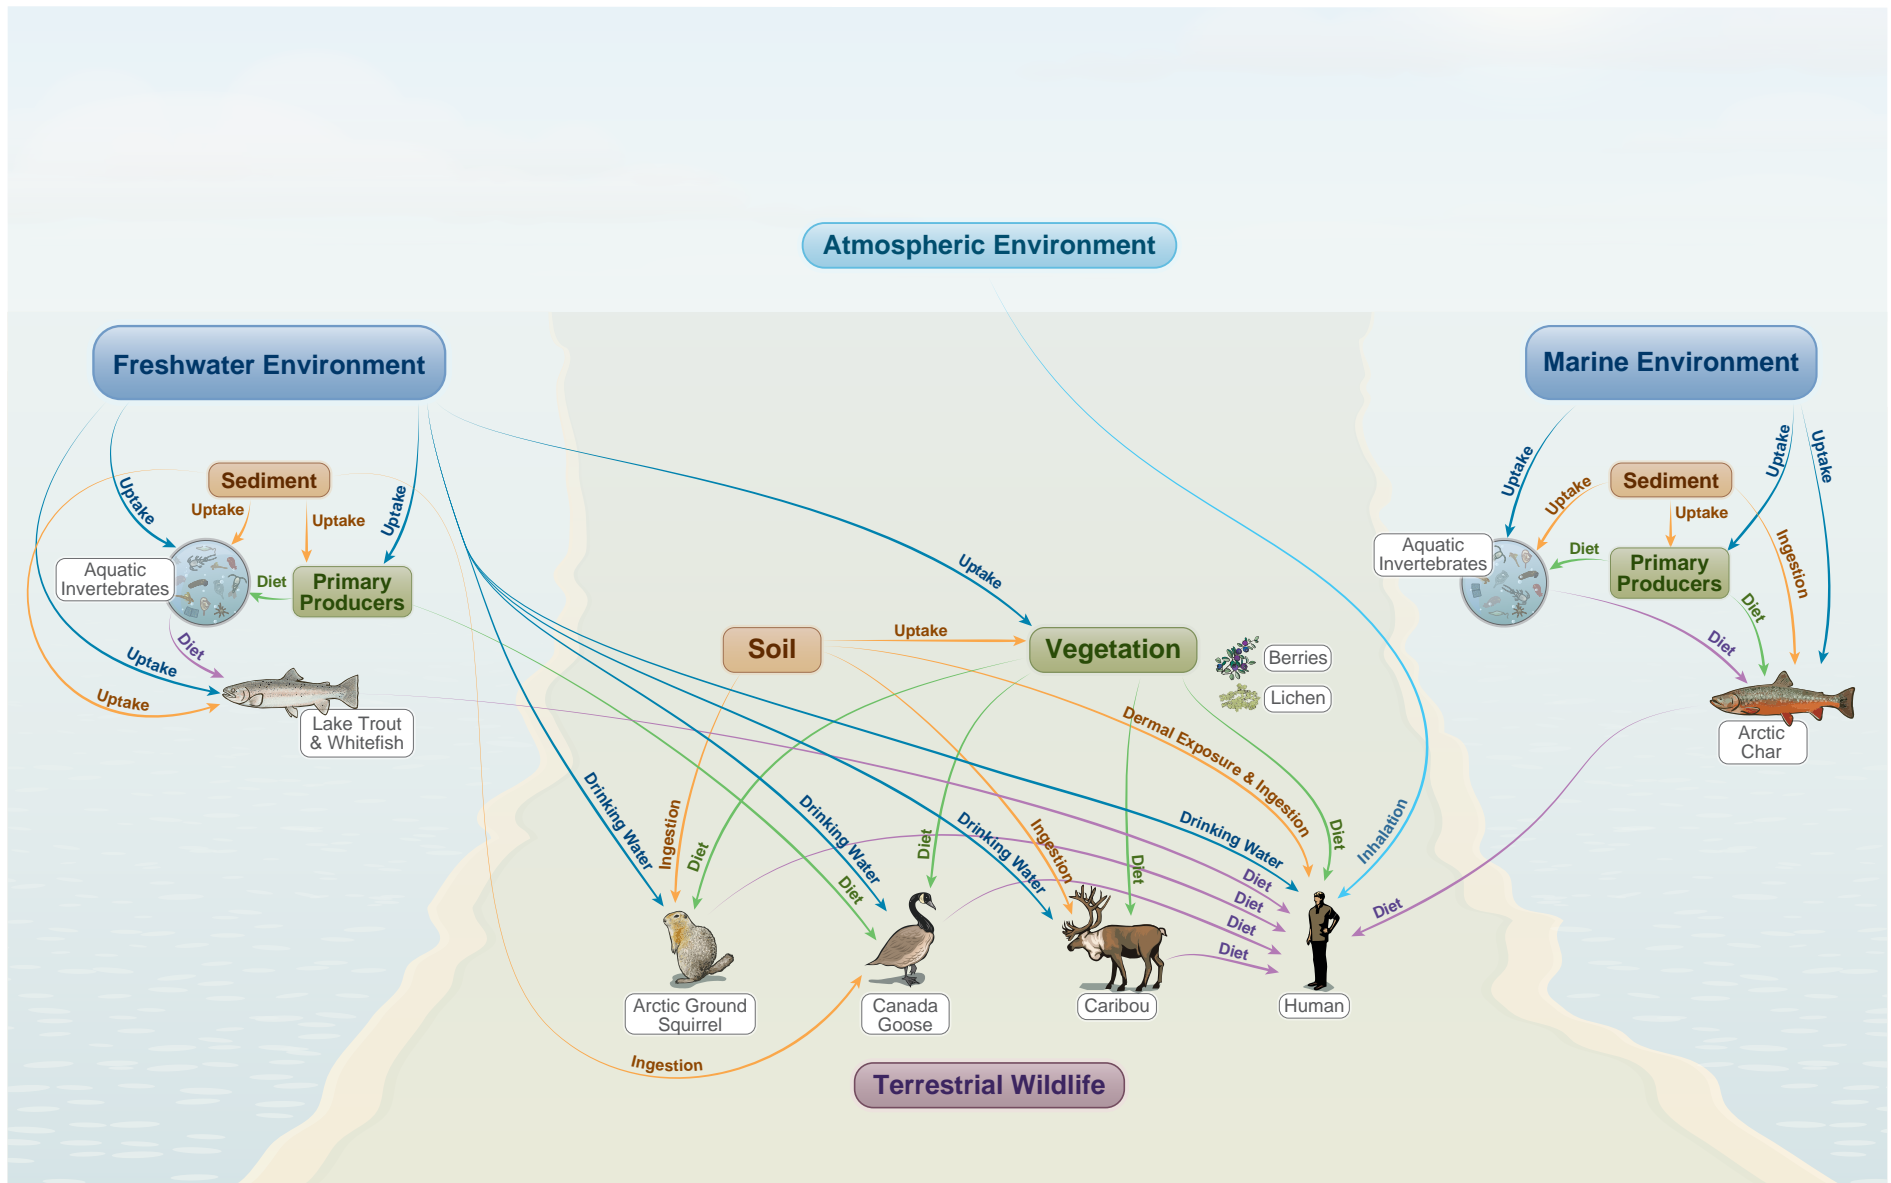 Atmospheric Environment
Freshwater Environment
Marine Environment
Uptake
Uptake
Uptake
Uptake
Sediment
Sediment
Uptake
Uptake
Uptake
Uptake
Uptake
Ingestion
Aquatic
Invertebrates
Diet
Primary
Producers
Uptake
Aquatic
Invertebrates
Diet
Primary
Producers
Diet
Diet
Uptake
Uptake
Soil
Uptake
Vegetation
Berries
Lichen
Diet
Lake Trout
& Whitefish
Dermal Exposure & Ingestion
Arctic
Char
Drinking Water
Ingestion
Diet
Drinking Water
Diet
Diet
Drinking Water
Ingestion
Diet
Drinking Water
Diet
Inhalation
Diet
Diet
Diet
Diet
Diet
Arctic Ground
Squirrel
Canada
Goose
Caribou
Human
Ingestion
Terrestrial Wildlife